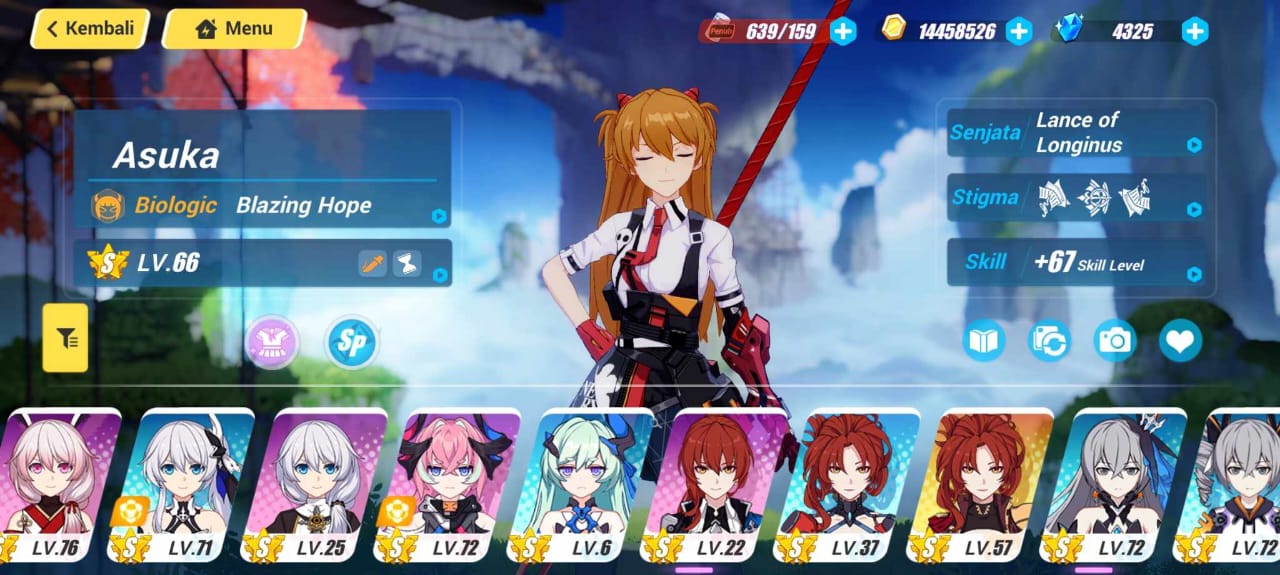 Kembali
Menu
Penuh
639/159
14458526
4325
Asuka
Biologic Blazing Hope
S LV.66
Sp
Senjata
Lance of
Longinus
Stigma
Skill +67 Skill Level
S LV.76
S LV.71
S LV.25
S LV.72
S LV.6
S LV.22
S LV.37
S LV.57
S LV.72
S LV.72